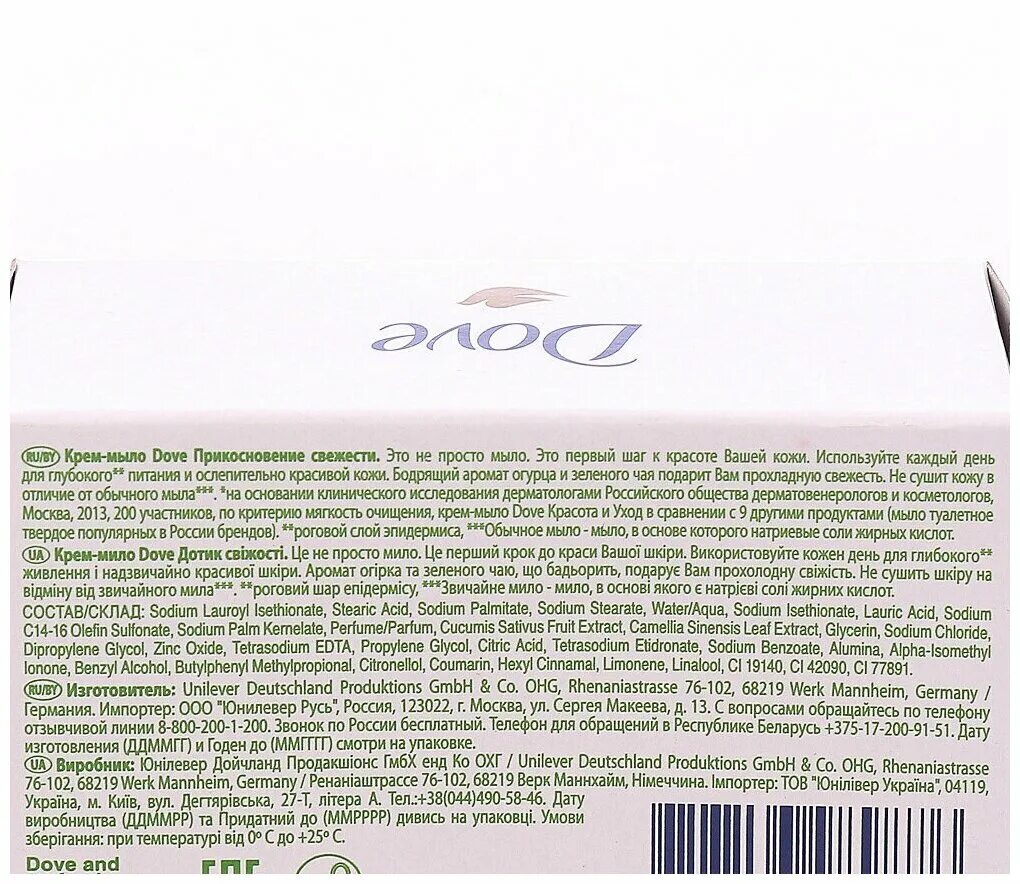 Dove
RU/BY Крем-мыло Dove Прикосновение свежести. Это не просто мыло. Это первый шаг к красоте Вашей кожи. Используйте каждый день
для глубокого** питания и ослепительно красивой кожи. Бодрящий аромат огурца и зеленого чая подарит Вам прохладную свежесть. Не сушит кожу в
отличие от обычного мыла***. *на основании клинического исследования дерматологами Российского общества дерматовенерологов и косметологов,
Москва, 2013, 200 участников, по критерию мягкость очищения, крем-мыло Dove Красота и Уход в сравнении с 9 другими продуктами (мыло туалетное
твердое популярных в России брендов). **роговой слой эпидермиса, ***Обычное мыло - мыло, в основе которого натриевые соли жирных кислот.
UA Крем-мило Dove Дотик свіжості. Це не просто мило. Це перший крок до краси Вашої шкіри. Використовуйте кожен день для глибокого**
живлення і надзвичайно красивої шкіри. Аромат огірка та зеленого чаю, що бадьорить, подарує Вам прохолодну свіжість. Не сушить шкіру на
відміну від звичайного мила***. **роговий шар епідермісу, ***Звичайне мило - мило, в основі якого є натрієві солі жирних кислот.
СОСТАВ/СКЛАД: Sodium Lauroyl Isethionate, Stearic Acid, Sodium Palmitate, Sodium Stearate, Water/Aqua, Sodium Isethionate, Lauric Acid, Sodium
C14-16 Olefin Sulfonate, Sodium Palm Kernelate, Perfume/Parfum, Cucumis Sativus Fruit Extract, Camellia Sinensis Leaf Extract, Glycerin, Sodium Chloride,
Dipropylene Glycol, Zinc Oxide, Tetrasodium EDTA, Propylene Glycol, Citric Acid, Tetrasodium Etidronate, Sodium Benzoate, Alumina, Alpha-Isomethyl
Ionone, Benzyl Alcohol, Butylphenyl Methylpropional, Citronellol, Coumarin, Hexyl Cinnamal, Limonene, Linalool, CI 19140, CI 42090, CI 77891.
RU/BY Изготовитель: Unilever Deutschland Produktions GmbH & Co. OHG, Rhenaniastrasse 76-102, 68219 Werk Mannheim, Germany /
Германия. Импортер: ООО "Юнилевер Русь", Россия, 123022, г. Москва, ул. Сергея Макеева, д. 13. С вопросами обращайтесь по телефону
отзывчивой линии 8-800-200-1-200. Звонок по России бесплатный. Телефон для обращений в Республике Беларусь +375-17-200-91-51. Дату
изготовления (ДДММГГ) и Годен до (ММГГГГ) смотри на упаковке.
UA Виробник: Юнілевер Дойчланд Продакшіонс ГмбХ енд Ко ОХГ / Unilever Deutschland Produktions GmbH & Co. OHG, Rhenaniastrasse
76-102, 68219 Werk Mannheim, Germany / Ренаніаштрассе 76-102, 68219 Верк Маннхайм, Німеччина. Імпортер: ТОВ "Юнілівер Україна", 04119,
Україна, м. Київ, вул. Дегтярівська, 27-Т, літера А. Тел.:+38(044)490-58-46. Дату
виробництва (ДДММРР) та Придатний до (ММРРРР) дивись на упаковці. Умови
зберігання: при температурі від 0º С до +25º С.
Dove and